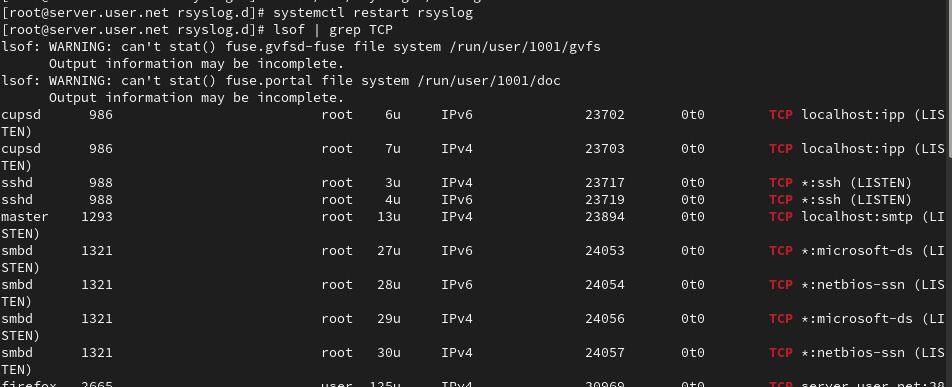 [root@server.user.net rsyslog.d]# systemctl restart rsyslog
[root@server.user.net rsyslog.d]# lsof | grep TCP
lsof: WARNING: can't stat() fuse.gvfsd-fuse file system /run/user/1001/gvfs
      Output information may be incomplete.
lsof: WARNING: can't stat() fuse.portal file system /run/user/1001/doc
      Output information may be incomplete.
cupsd      986                          root    6u     IPv6              23702       0t0        TCP localhost:ipp (LIS
TEN)
cupsd      986                          root    7u     IPv4              23703       0t0        TCP localhost:ipp (LIS
TEN)
sshd       988                          root    3u     IPv4              23717       0t0        TCP *:ssh (LISTEN)
sshd       988                          root    4u     IPv6              23719       0t0        TCP *:ssh (LISTEN)
master    1293                          root   13u     IPv4              23894       0t0        TCP localhost:smtp (LI
STEN)
smbd      1321                          root   27u     IPv6              24053       0t0        TCP *:microsoft-ds (LI
STEN)
smbd      1321                          root   28u     IPv6              24054       0t0        TCP *:netbios-ssn (LIS
TEN)
smbd      1321                          root   29u     IPv4              24056       0t0        TCP *:microsoft-ds (LI
STEN)
smbd      1321                          root   30u     IPv4              24057       0t0        TCP *:netbios-ssn (LIS
TEN)
firefox   2665                          user  125u     IPv4              30969       0t0        TCP server.user.net:38